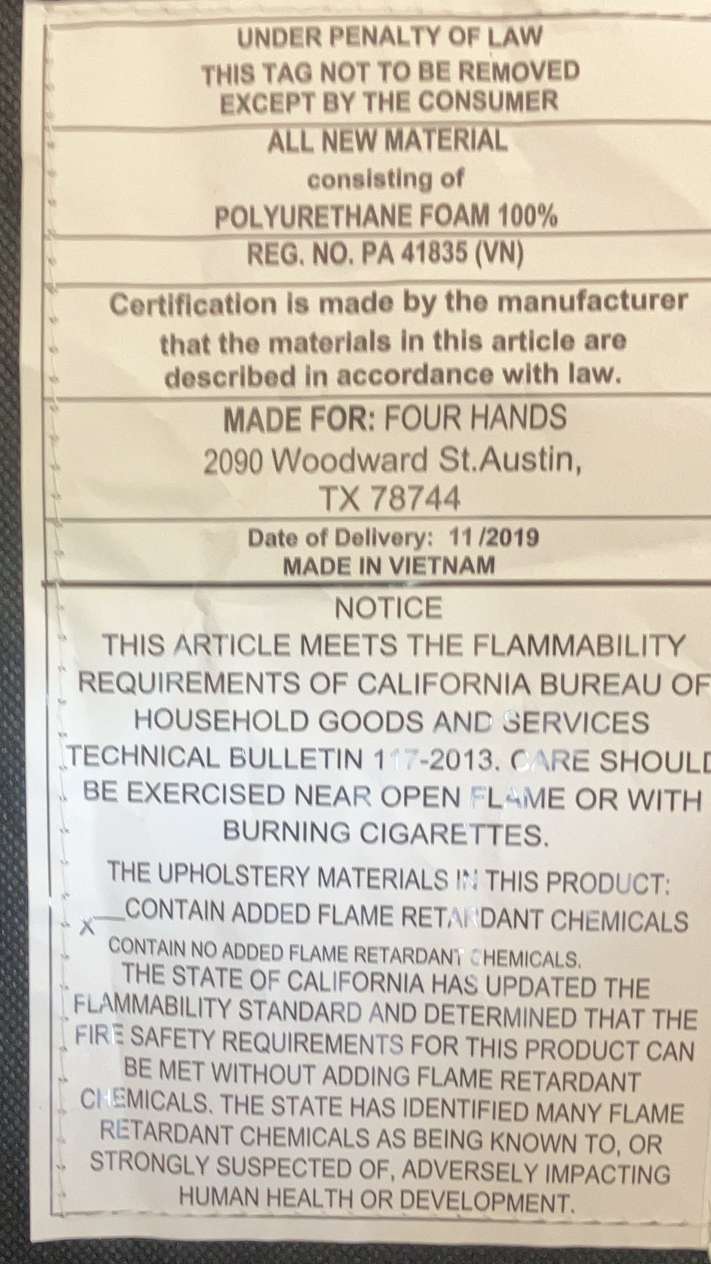 UNDER PENALTY OF LAW
THIS TAG NOT TO BE REMOVED
EXCEPT BY THE CONSUMER
ALL NEW MATERIAL
consisting of
POLYURETHANE FOAM 100%
REG. NO. PA 41835 (VN)
Certification is made by the manufacturer
that the materials in this article are
described in accordance with law.
MADE FOR: FOUR HANDS
2090 Woodward St.Austin,
TX 78744
Date of Delivery: 11/2019
MADE IN VIETNAM
NOTICE
THIS ARTICLE MEETS THE FLAMMABILITY
REQUIREMENTS OF CALIFORNIA BUREAU OF
HOUSEHOLD GOODS AND SERVICES
TECHNICAL BULLETIN 117-2013. CARE SHOULD
BE EXERCISED NEAR OPEN FLAME OR WITH
BURNING CIGARETTES.
THE UPHOLSTERY MATERIALS IN THIS PRODUCT:
__CONTAIN ADDED FLAME RETARDANT CHEMICALS
X CONTAIN NO ADDED FLAME RETARDANT CHEMICALS.
THE STATE OF CALIFORNIA HAS UPDATED THE
FLAMMABILITY STANDARD AND DETERMINED THAT THE
FIRE SAFETY REQUIREMENTS FOR THIS PRODUCT CAN
BE MET WITHOUT ADDING FLAME RETARDANT
CHEMICALS. THE STATE HAS IDENTIFIED MANY FLAME
RETARDANT CHEMICALS AS BEING KNOWN TO, OR
STRONGLY SUSPECTED OF, ADVERSELY IMPACTING
HUMAN HEALTH OR DEVELOPMENT.